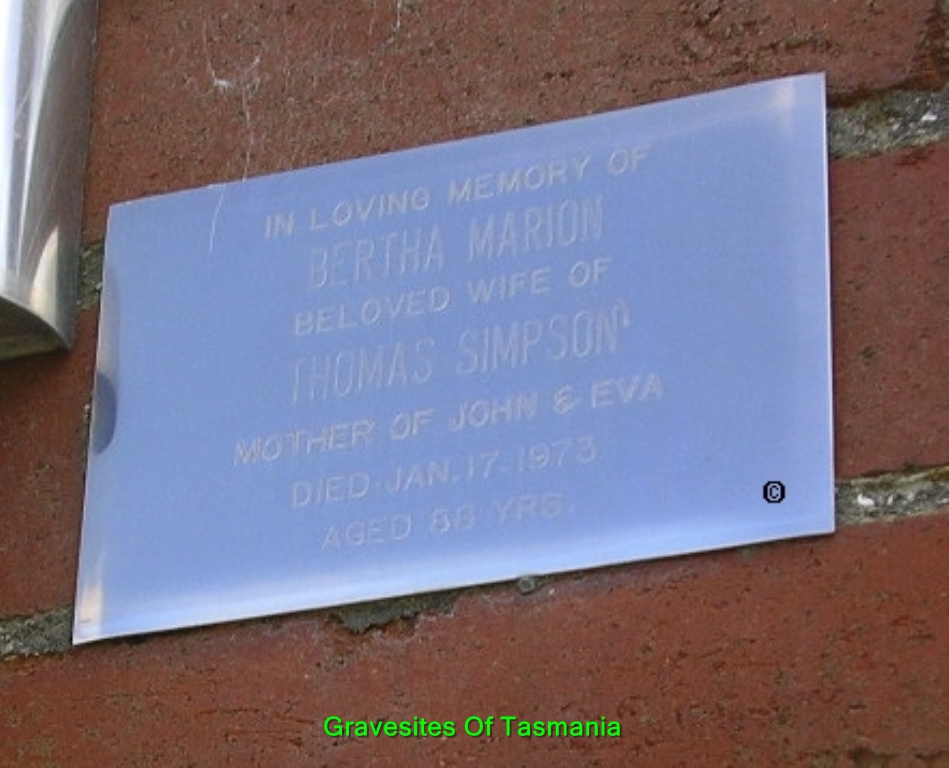 IN LOVING MEMORY OF
BERTHA MARION
BELOVED WIFE OF
THOMAS SIMPSON
MOTHER OF JOHN & EVA
DIED JAN. 17. 1973
AGED YRS.
©
Gravesites Of Tasmania